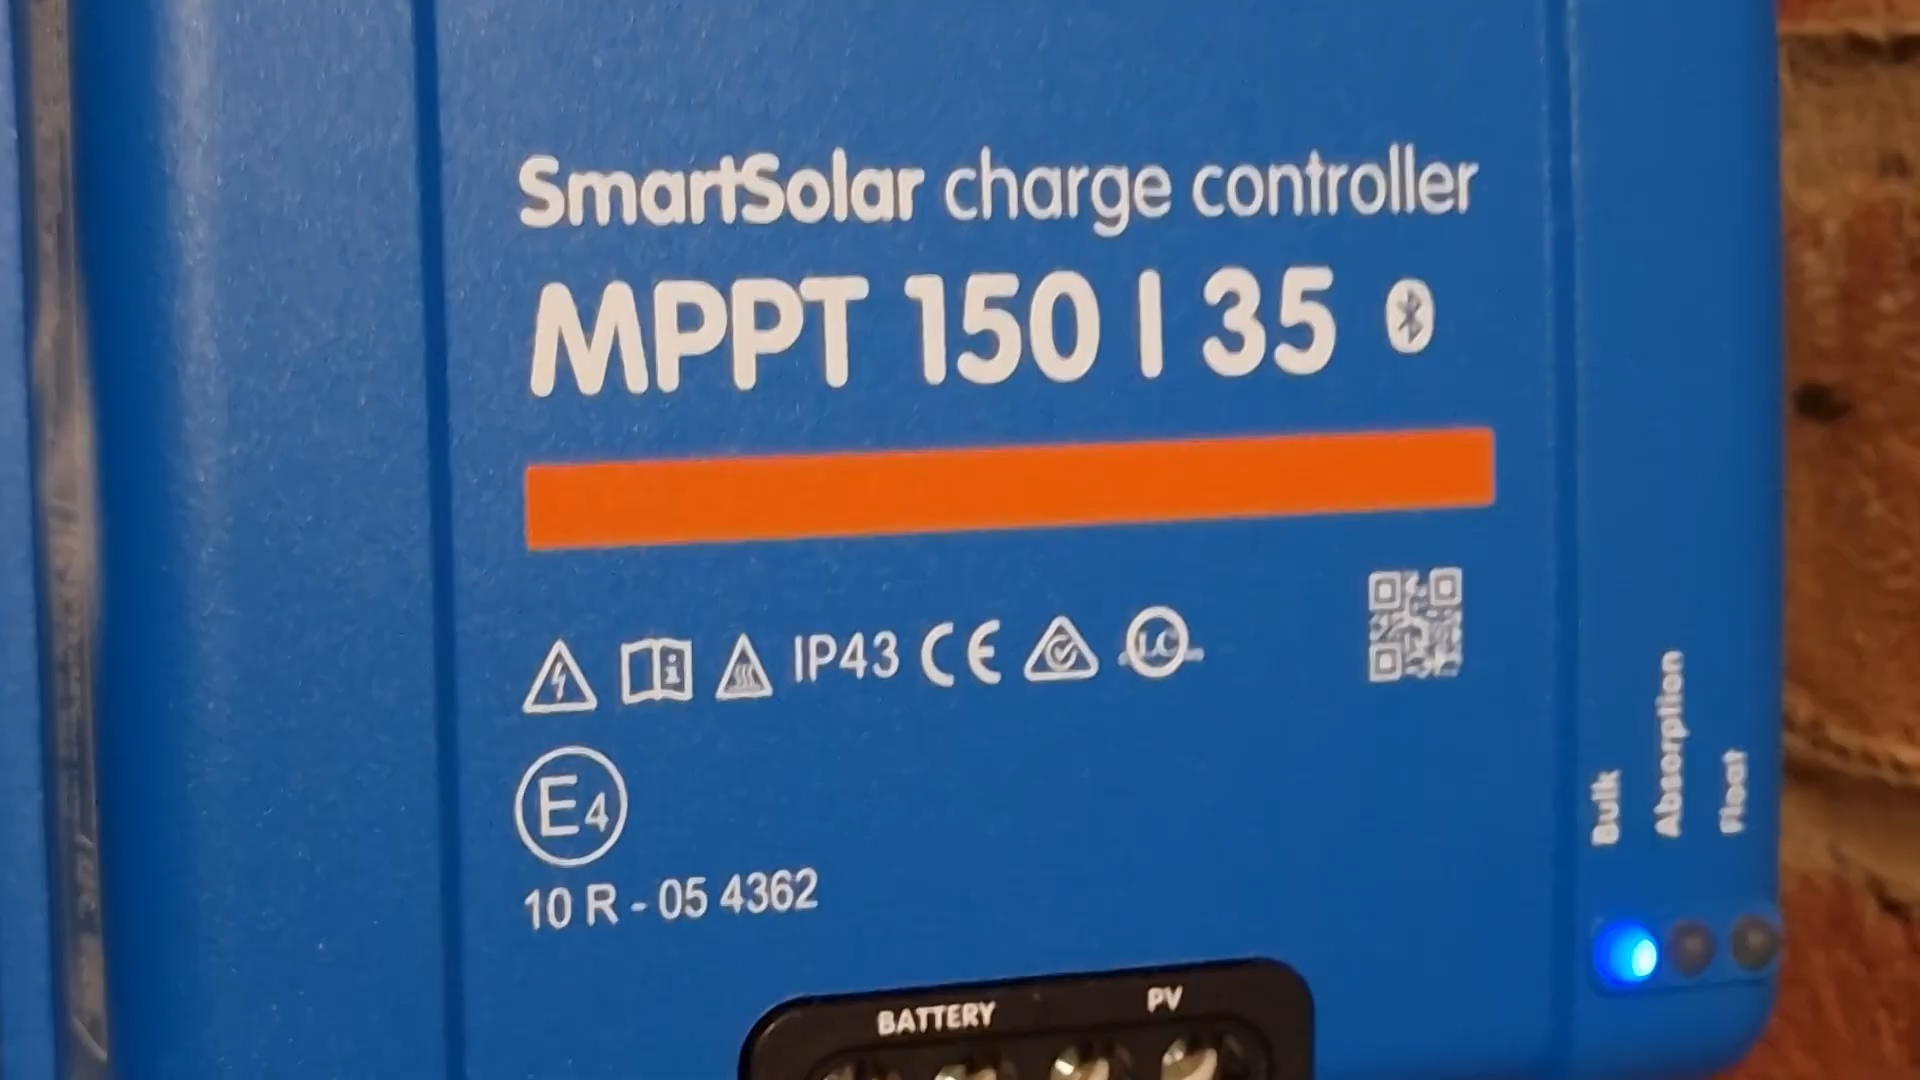 SmartSolar charge controller
MPPT 150 | 35
IP43 CE
E4
10 R - 05 4362
Bulk
Absorption
Float
BATTERY PV